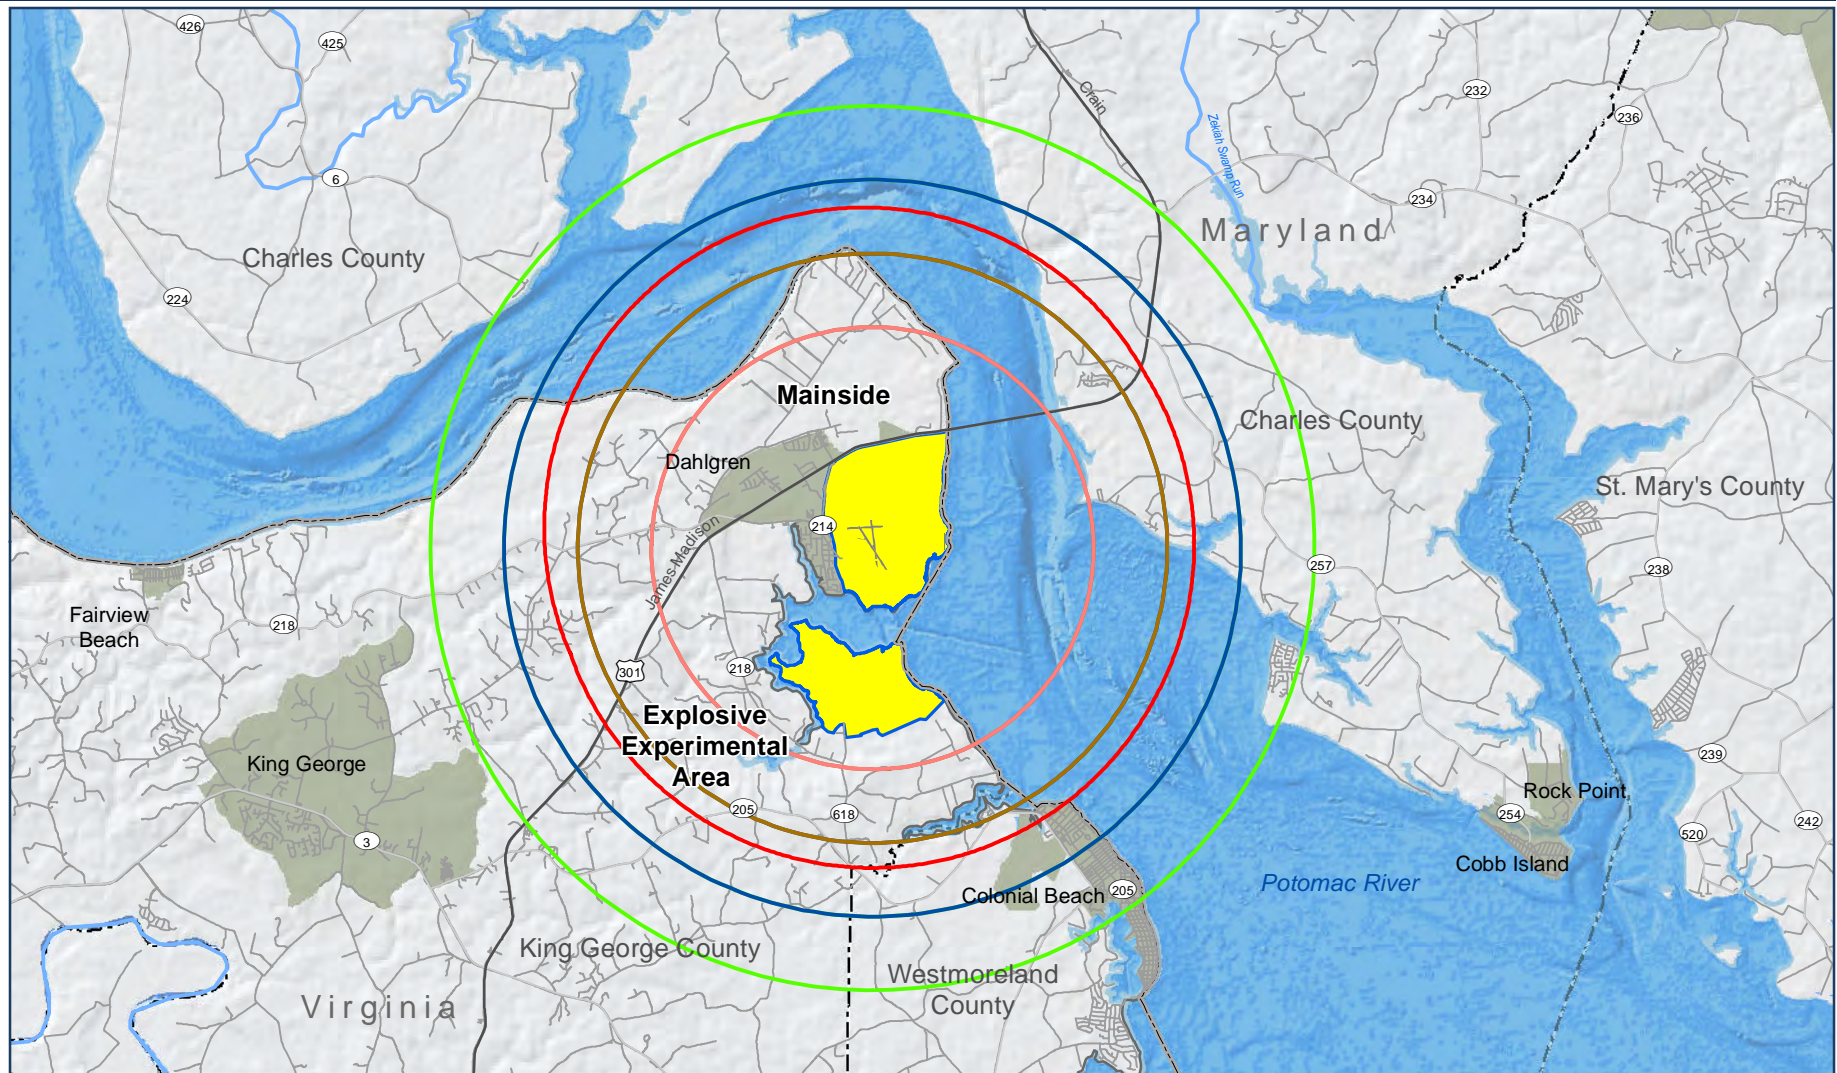 426
425
Crain
232
236
Zekiah Swamp Run
6
234
Maryland
Charles County
224
Mainside
Charles County
Dahlgren
St. Mary's County
214
James Madison
257
238
Fairview
Beach
218
218
301
Explosive
Experimental
Area
King George
239
Rock Point
205
618
254
242
520
3
Cobb Island
Potomac River
Colonial Beach
205
King George County
Westmoreland
County
Virginia